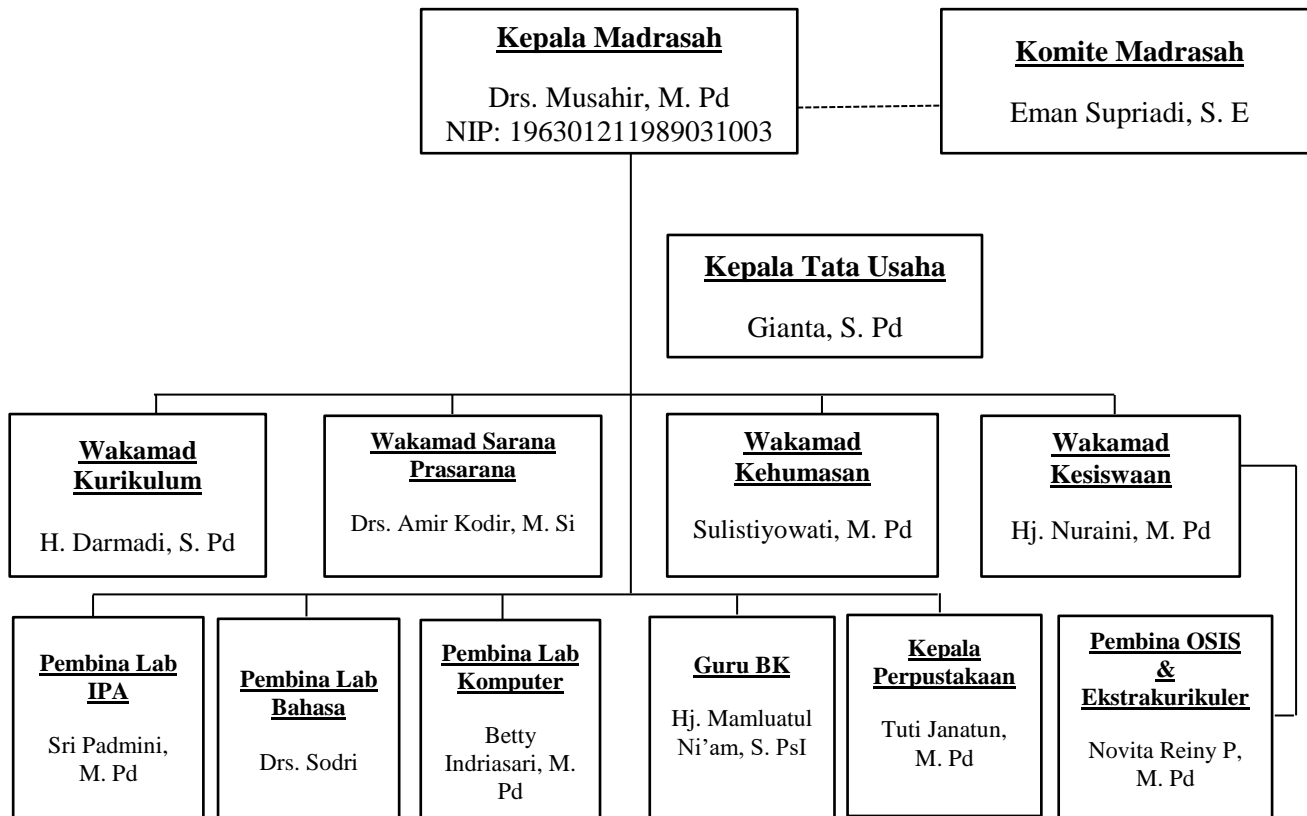 Kepala Madrasah
Drs. Musahir, M. Pd
NIP: 196301211989031003
Komite Madrasah
Eman Supriadi, S. E
Kepala Tata Usaha
Gianta, S. Pd
Wakamad
Kurikulum
H. Darmadi, S. Pd
Wakamad Sarana
Prasarana
Drs. Amir Kodir, M. Si
Wakamad
Kehumasan
Sulistiyowati, M. Pd
Wakamad
Kesiswaan
Hj. Nuraini, M. Pd
Pembina Lab
IPA
Sri Padmini,
M. Pd
Pembina Lab
Bahasa
Drs. Sodri
Pembina Lab
Komputer
Betty
Indriasari, M.
Pd
Guru BK
Hj. Mamluatul
Ni’am, S. PsI
Kepala
Perpustakaan
Tuti Janatun,
M. Pd
Pembina OSIS
&
Ekstrakurikuler
Novita Reiny P,
M. Pd